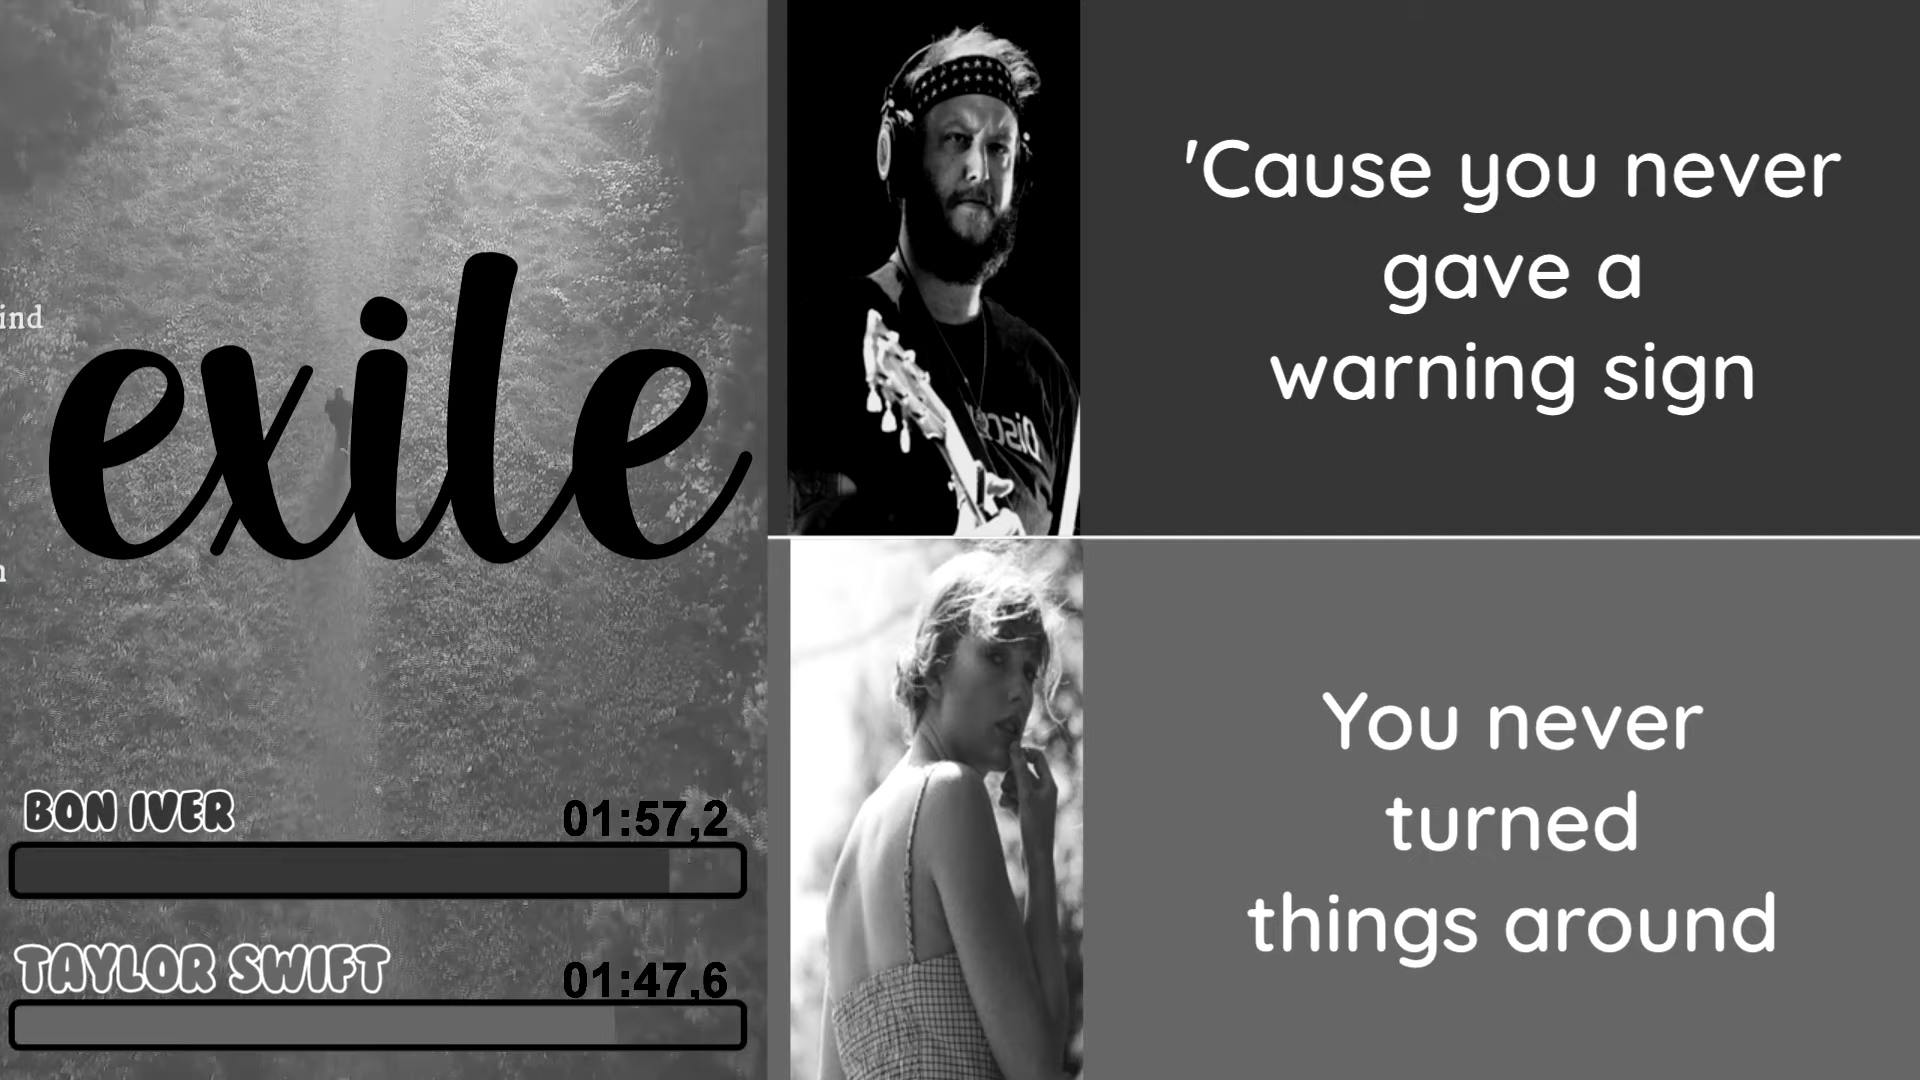 ind
exile
BON IVER
01:57,2
TAYLOR SWIFT
01:47,6
'Cause you never
gave a
warning sign
You never
turned
things around